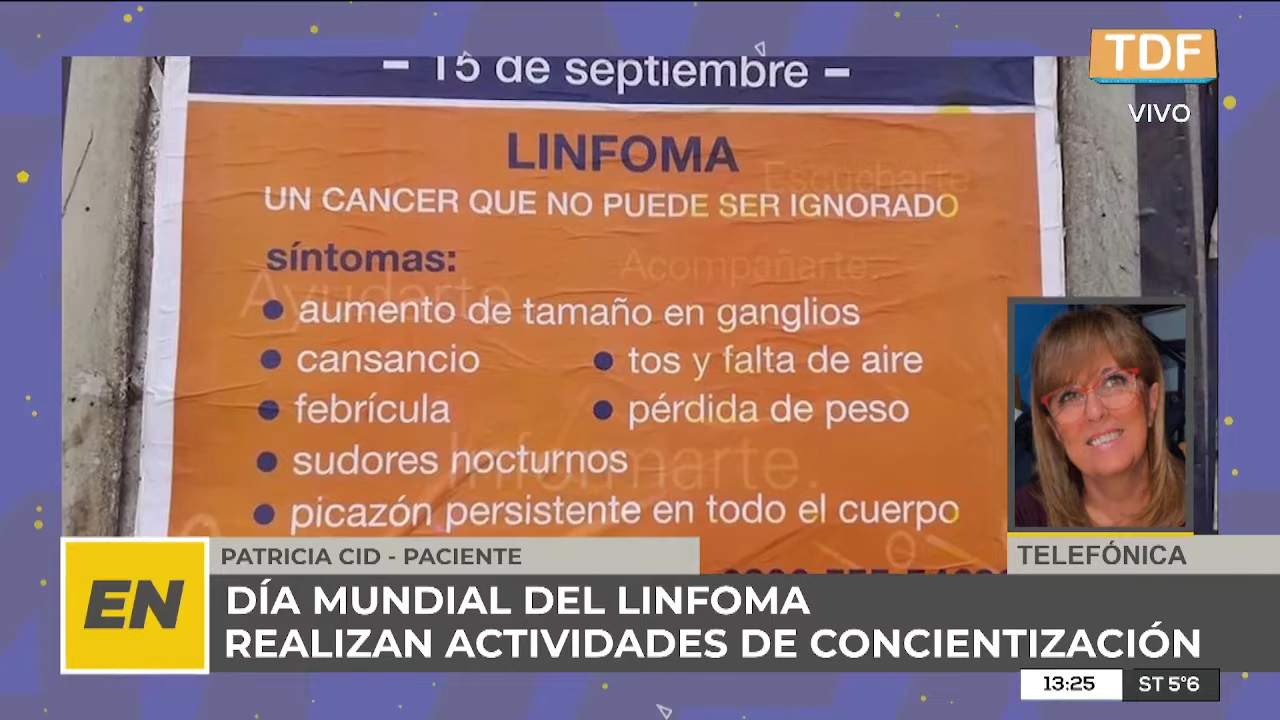 TDF
VIVO
– 15 de septiembre –
LINFOMA
Escucharte
UN CANCER QUE NO PUEDE SER IGNORADO
síntomas:
Acompañarte.
Ayudarte
aumento de tamaño en ganglios
cansancio
tos y falta de aire
febrícula
pérdida de peso
sudores nocturnos
Informarte.
picazón persistente en todo el cuerpo
PATRICIA CID - PACIENTE
TELEFÓNICA
EN
DÍA MUNDIAL DEL LINFOMA
REALIZAN ACTIVIDADES DE CONCIENTIZACIÓN
13:25
ST 5°6